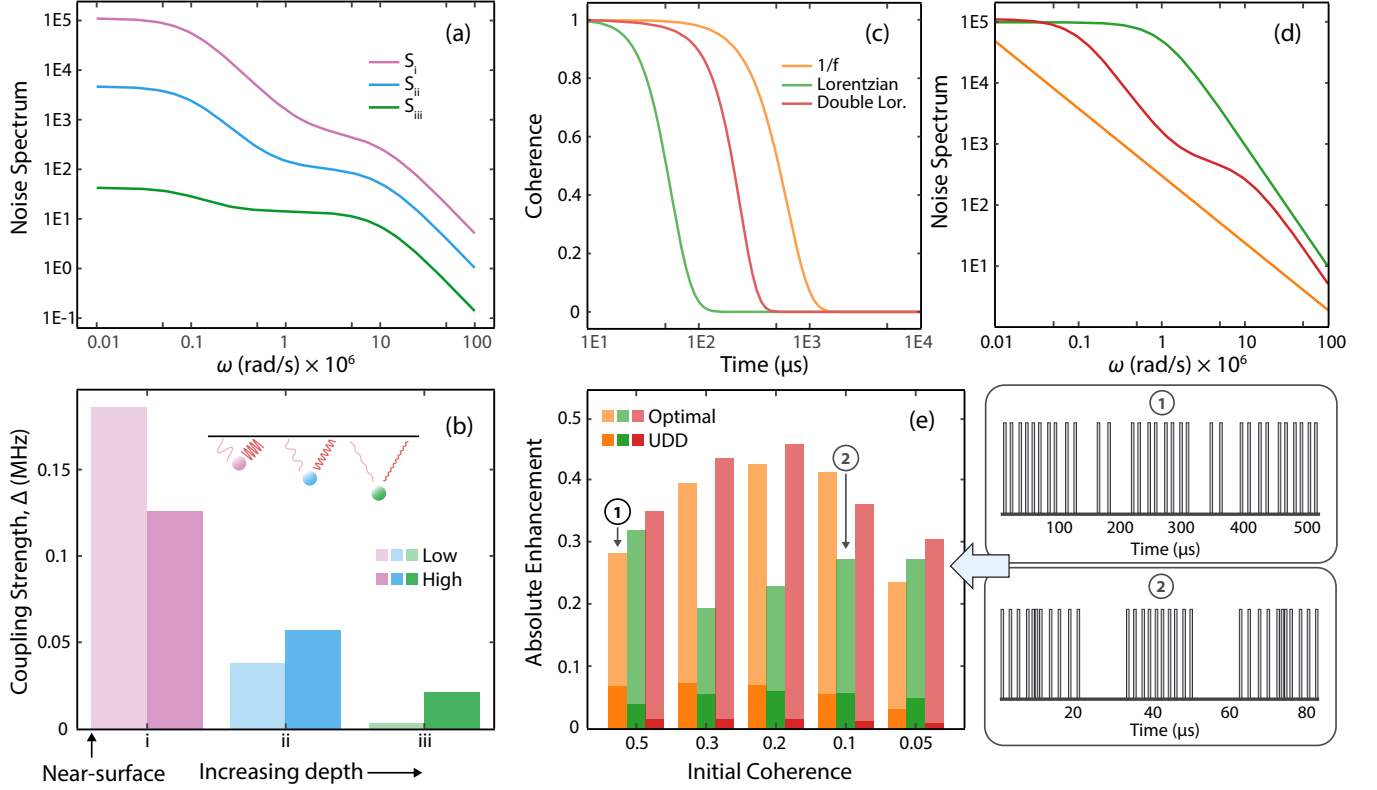 (a)
Noise Spectrum
1E5
1E4
1E3
1E2
1E1
1E0
1E-1
S_i
S_ii
S_iii
0.01 0.1 1 10 100
ω (rad/s) × 10⁶
(c)
Coherence
1
0.8
0.6
0.4
0.2
0
1/f
Lorentzian
Double Lor.
1E1 1E2 1E3 1E4
Time (μs)
(d)
Noise Spectrum
1E5
1E4
1E3
1E2
1E1
0.01 0.1 1 10 100
ω (rad/s) × 10⁶
(b)
Coupling Strength, Δ (MHz)
0.15
0.1
0.05
0
Low
High
i ii iii
Near-surface
Increasing depth
(e)
Absolute Enhancement
0.5
0.4
0.3
0.2
0.1
0
Optimal
UDD
1
2
0.5 0.3 0.2 0.1 0.05
Initial Coherence
1
100 200 300 400 500
Time (μs)
2
20 40 60 80
Time (μs)